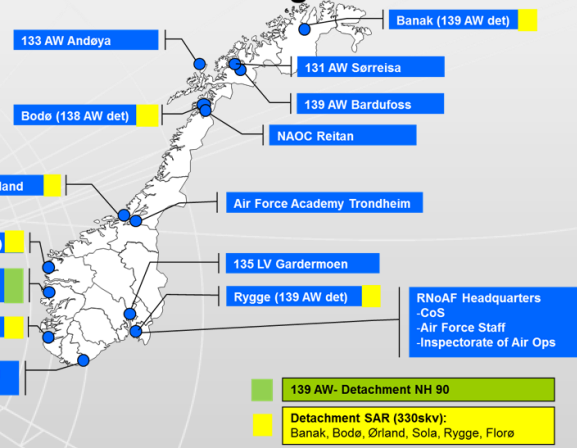 Banak (139 AW det)
133 AW Andøya
131 AW Sørreisa
139 AW Bardufoss
Bodø (138 AW det)
NAOC Reitan
land
Air Force Academy Trondheim
)
135 LV Gardermoen
Rygge (139 AW det)
RNoAF Headquarters
-CoS
-Air Force Staff
-Inspectorate of Air Ops
139 AW- Detachment NH 90
Detachment SAR (330skv):
Banak, Bodø, Ørland, Sola, Rygge, Florø